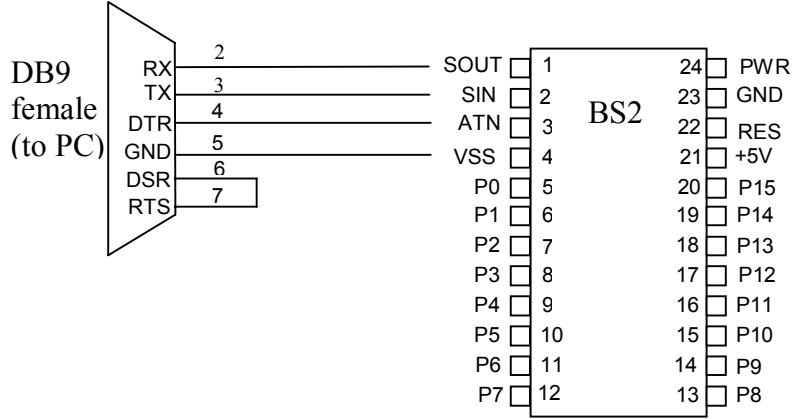 DB9
female
(to PC)
RX 2
TX 3
DTR 4
GND 5
DSR 6
RTS 7
BS2
SOUT 1 24 PWR
SIN 2 23 GND
ATN 3 22 RES
VSS 4 21 +5V
P0 5 20 P15
P1 6 19 P14
P2 7 18 P13
P3 8 17 P12
P4 9 16 P11
P5 10 15 P10
P6 11 14 P9
P7 12 13 P8